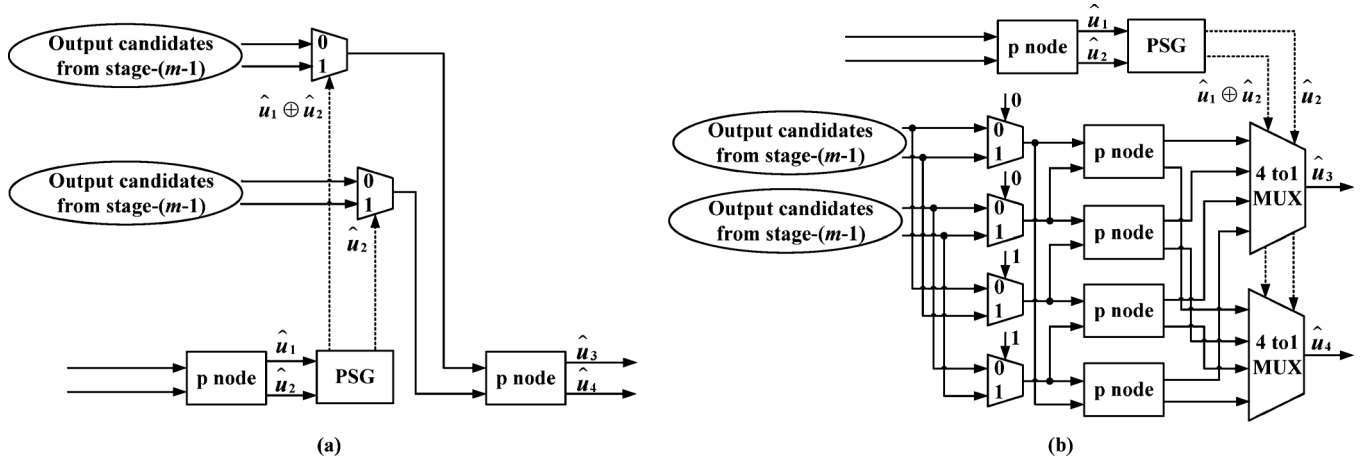 Output candidates
from stage-(m-1)
0
1
û₁ ⊕ û₂
Output candidates
from stage-(m-1)
0
1
û₂
p node
û₁
û₂
PSG
p node
û₃
û₄
(a)
p node
û₁
û₂
PSG
û₁ ⊕ û₂
û₂
Output candidates
from stage-(m-1)
Output candidates
from stage-(m-1)
0
0
1
0
0
1
1
0
1
1
0
1
p node
p node
p node
p node
4 to1
MUX
û₃
4 to1
MUX
û₄
(b)